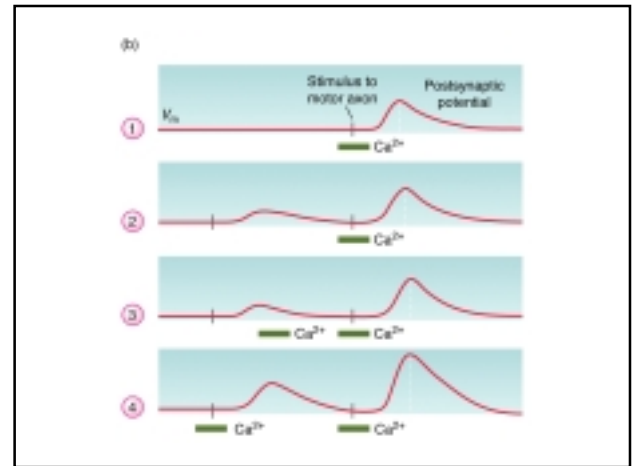 (b)
Stimulus to
motor axon
Postsynaptic
potential
Vm
1
Ca2+
2
Ca2+
3
Ca2+ Ca2+
4
Ca2+ Ca2+